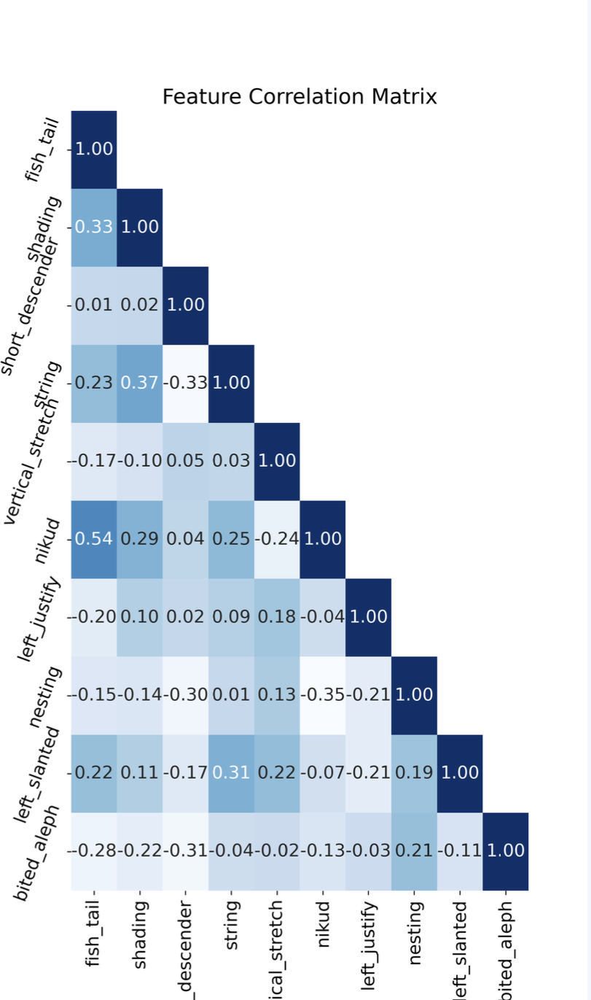 Feature Correlation Matrix
fish_tail 1.00
shading 0.33 1.00
short_descender 0.01 0.02 1.00
string 0.23 0.37 -0.33 1.00
vertical_stretch -0.17 -0.10 0.05 0.03 1.00
nikud 0.54 0.29 0.04 0.25 -0.24 1.00
left_justify -0.20 0.10 0.02 0.09 0.18 -0.04 1.00
nesting -0.15 -0.14 -0.30 0.01 0.13 -0.35 -0.21 1.00
left_slanted 0.22 0.11 -0.17 0.31 0.22 -0.07 -0.21 0.19 1.00
bited_aleph -0.28 -0.22 -0.31 -0.04 -0.02 -0.13 -0.03 0.21 -0.11 1.00
fish_tail shading _descender string ical_stretch nikud left_justify nesting left_slanted bited_aleph